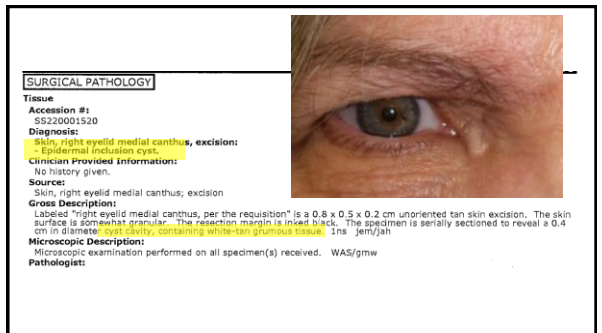 SURGICAL PATHOLOGY
Tissue
Accession #:
SS220001520
Diagnosis:
Skin, right eyelid medial canthus, excision:
- Epidermal inclusion cyst.
Clinician Provided Information:
No history given.
Source:
Skin, right eyelid medial canthus; excision
Gross Description:
Labeled "right eyelid medial canthus, per the requisition" is a 0.8 x 0.5 x 0.2 cm unoriented tan skin excision. The skin
surface is somewhat granular. The resection margin is inked black. The specimen is serially sectioned to reveal a 0.4
cm in diameter cyst cavity, containing white-tan grumous tissue. 1ns jem/jah
Microscopic Description:
Microscopic examination performed on all specimen(s) received. WAS/gmw
Pathologist: